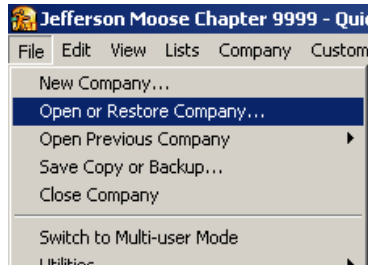 Jefferson Moose Chapter 9999 - Qui
File Edit View Lists Company Custom
New Company...
Open or Restore Company...
Open Previous Company
Save Copy or Backup...
Close Company
Switch to Multi-user Mode
Utilities